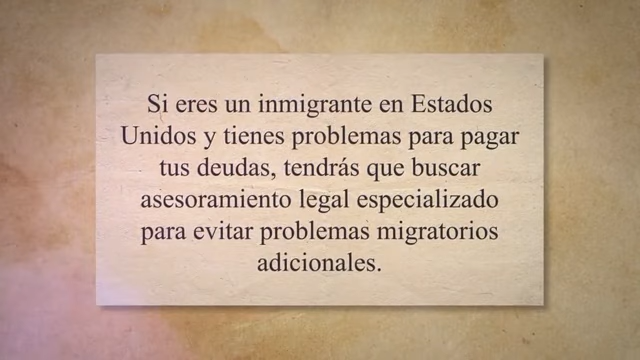 Si eres un inmigrante en Estados
Unidos y tienes problemas para pagar
tus deudas, tendrás que buscar
asesoramiento legal especializado
para evitar problemas migratorios
adicionales.